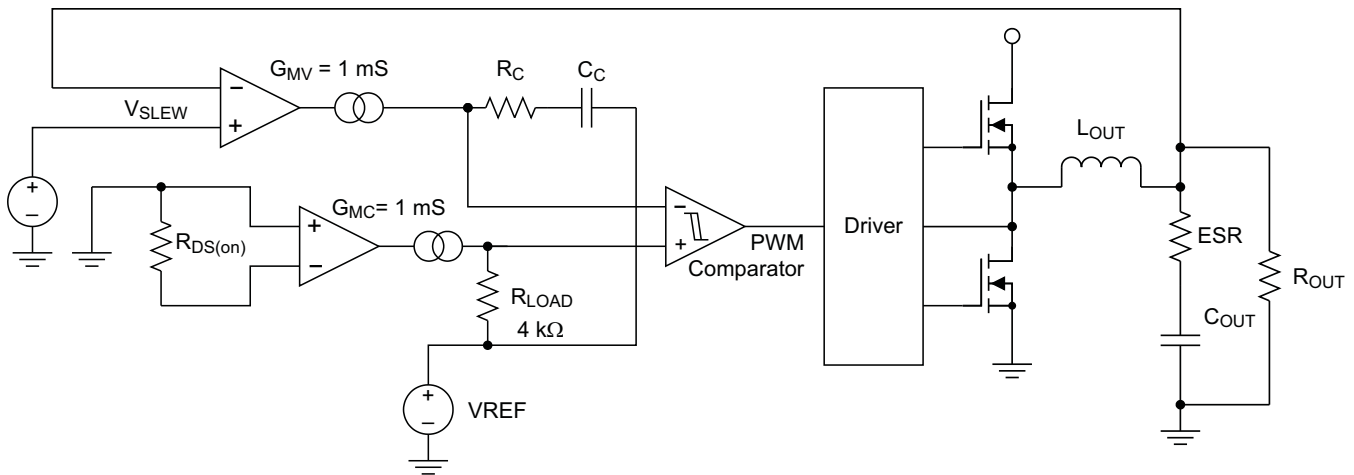 G_MV = 1 mS
R_C
C_C
−
+
V_SLEW
+
−
L_OUT
G_MC= 1 mS
R_DS(on)
+
−
−
+
PWM
Comparator
Driver
ESR
R_OUT
R_LOAD
4 kΩ
C_OUT
+
−
VREF